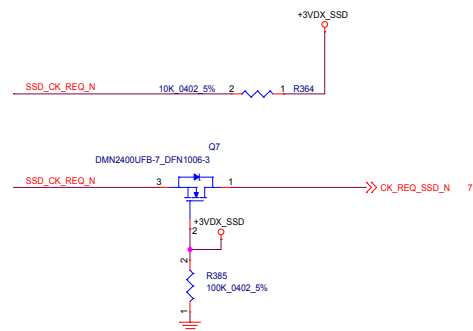 +3VDX_SSD
SSD_CK_REQ_N 10K_0402_5% 2 1 R364
Q7
DMN2400UFB-7_DFN1006-3
SSD_CK_REQ_N 3 1 CK_REQ_SSD_N 7
2 +3VDX_SSD
2
R385
100K_0402_5%
1